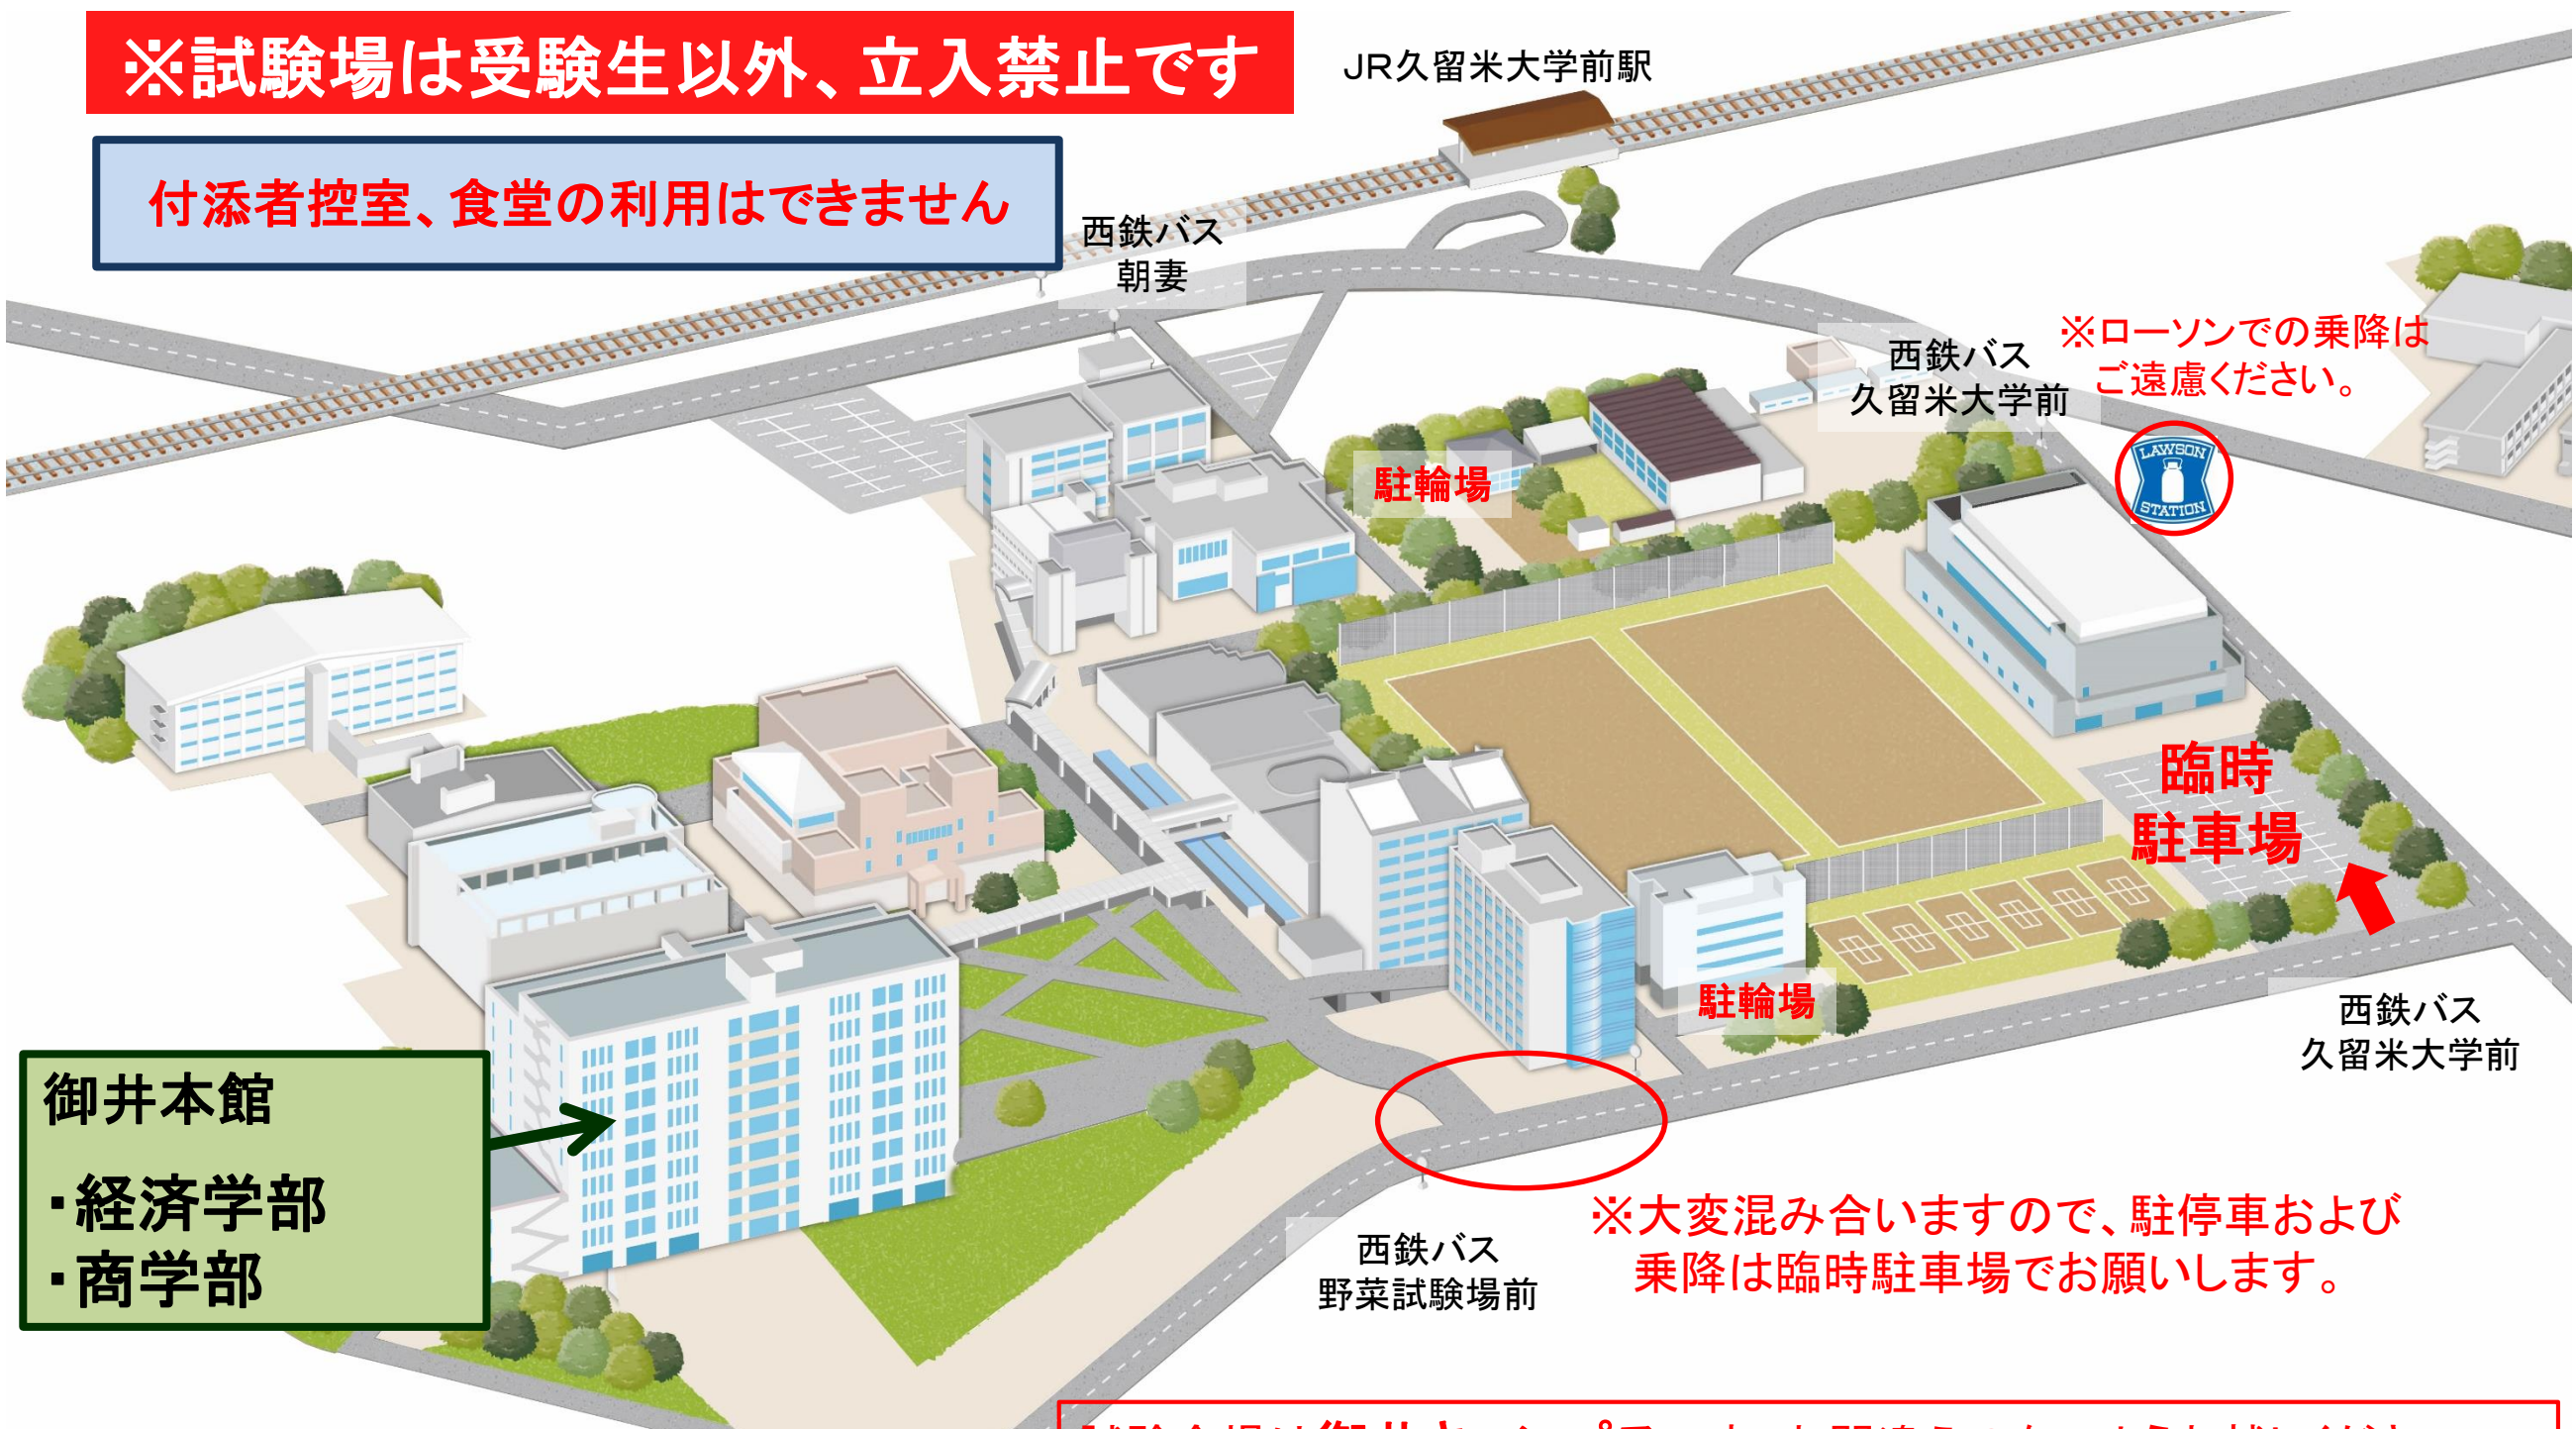 ※試験場は受験生以外、立入禁止です
付添者控室、食堂の利用はできません
JR久留米大学前駅
西鉄バス
朝妻
西鉄バス
久留米大学前
※ローソンでの乗降は
ご遠慮ください。
LAWSON
STATION
駐輪場
臨時
駐車場
駐輪場
西鉄バス
久留米大学前
御井本館
・経済学部
・商学部
西鉄バス
野菜試験場前
※大変混み合いますので、駐停車および
乗降は臨時駐車場でお願いします。